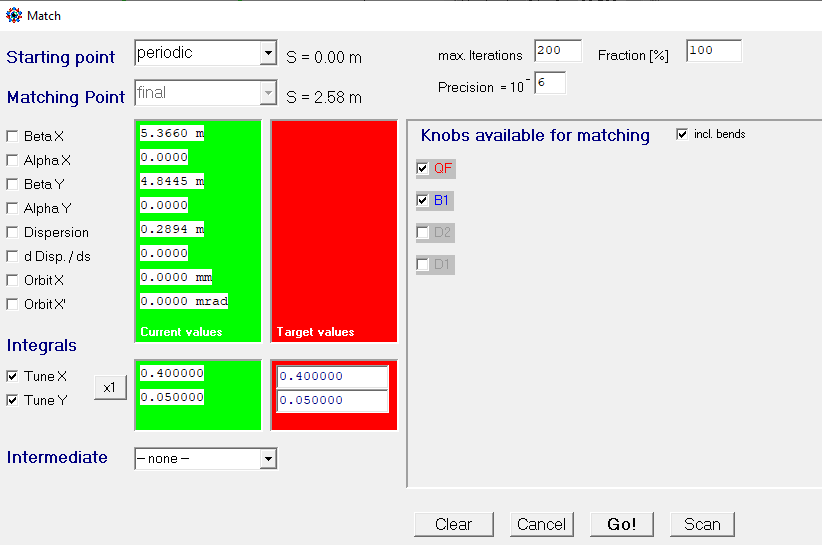 Match
Starting point periodic S = 0.00 m max. Iterations 200 Fraction [%] 100
Matching Point final S = 2.58 m Precision = 10^- 6
Knobs available for matching incl. bends
Beta X 5.3660 m
Alpha X 0.0000
Beta Y 4.8445 m
Alpha Y 0.0000
Dispersion 0.2894 m
d Disp. / ds 0.0000
Orbit X 0.0000 mm
Orbit X' 0.0000 mrad
Current values Target values
QF
B1
D2
D1
Integrals
Tune X 0.400000 0.400000
x1
Tune Y 0.050000 0.050000
Intermediate -- none --
Clear Cancel Go! Scan